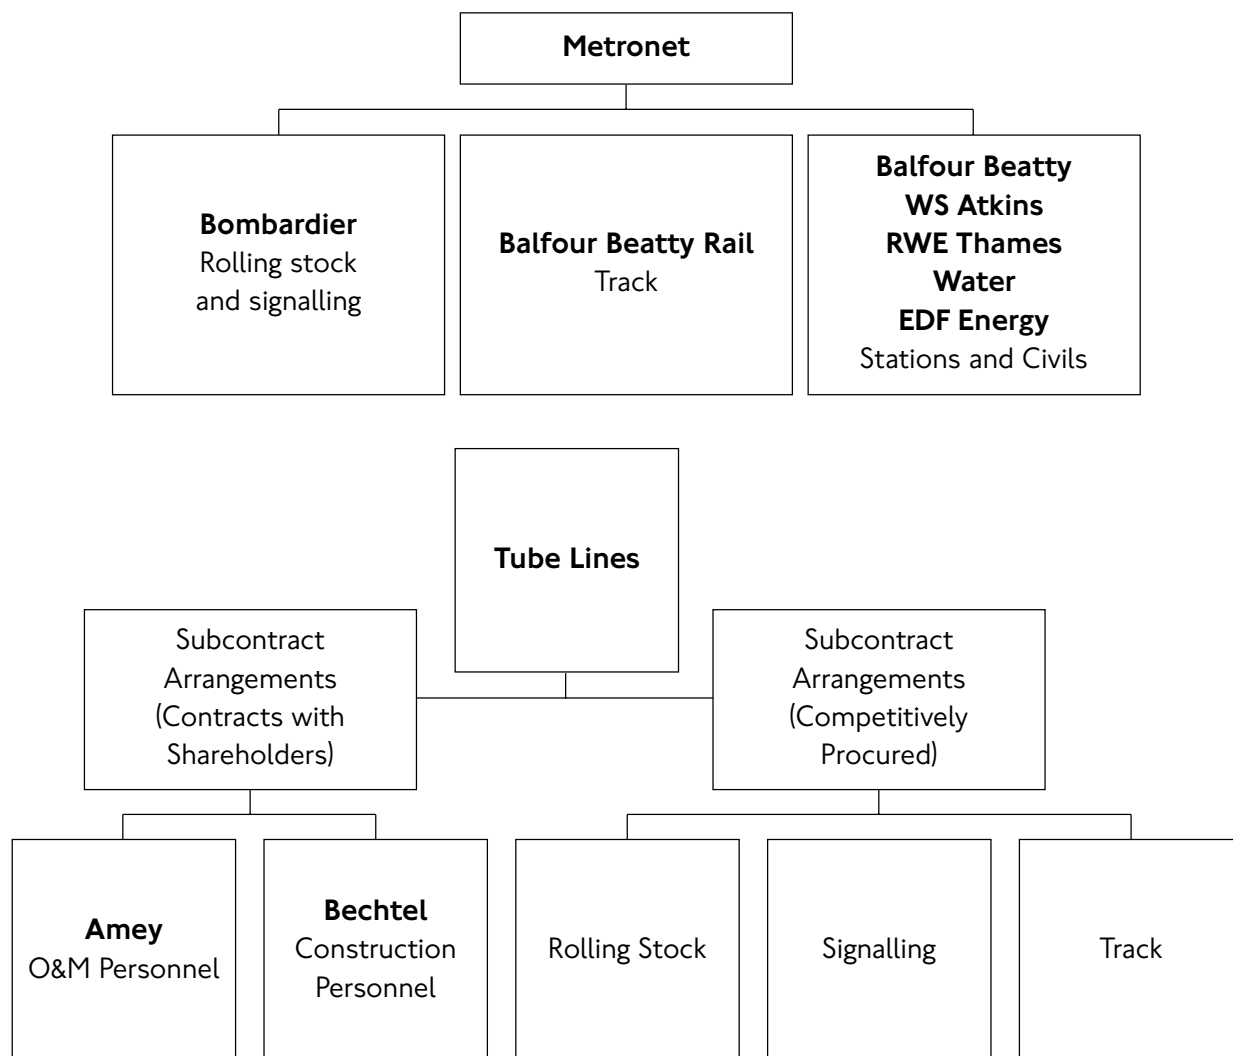 Metronet
Bombardier
Rolling stock
and signalling
Balfour Beatty Rail
Track
Balfour Beatty
WS Atkins
RWE Thames
Water
EDF Energy
Stations and Civils
Tube Lines
Subcontract
Arrangements
(Contracts with
Shareholders)
Subcontract
Arrangements
(Competitively
Procured)
Amey
O&M Personnel
Bechtel
Construction
Personnel
Rolling Stock
Signalling
Track